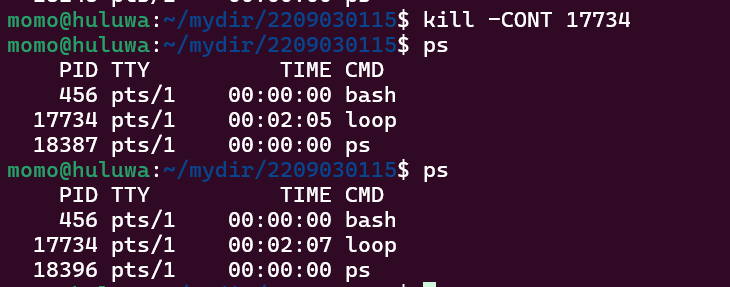 momo@huluwa:~/mydir/2209030115$ kill -CONT 17734
momo@huluwa:~/mydir/2209030115$ ps
    PID TTY          TIME CMD
    456 pts/1    00:00:00 bash
  17734 pts/1    00:02:05 loop
  18387 pts/1    00:00:00 ps
momo@huluwa:~/mydir/2209030115$ ps
    PID TTY          TIME CMD
    456 pts/1    00:00:00 bash
  17734 pts/1    00:02:07 loop
  18396 pts/1    00:00:00 ps